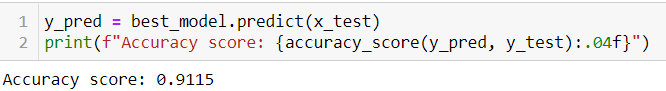 1 y_pred = best_model.predict(x_test)
2 print(f"Accuracy score: {accuracy_score(y_pred, y_test):.04f}")
Accuracy score: 0.9115